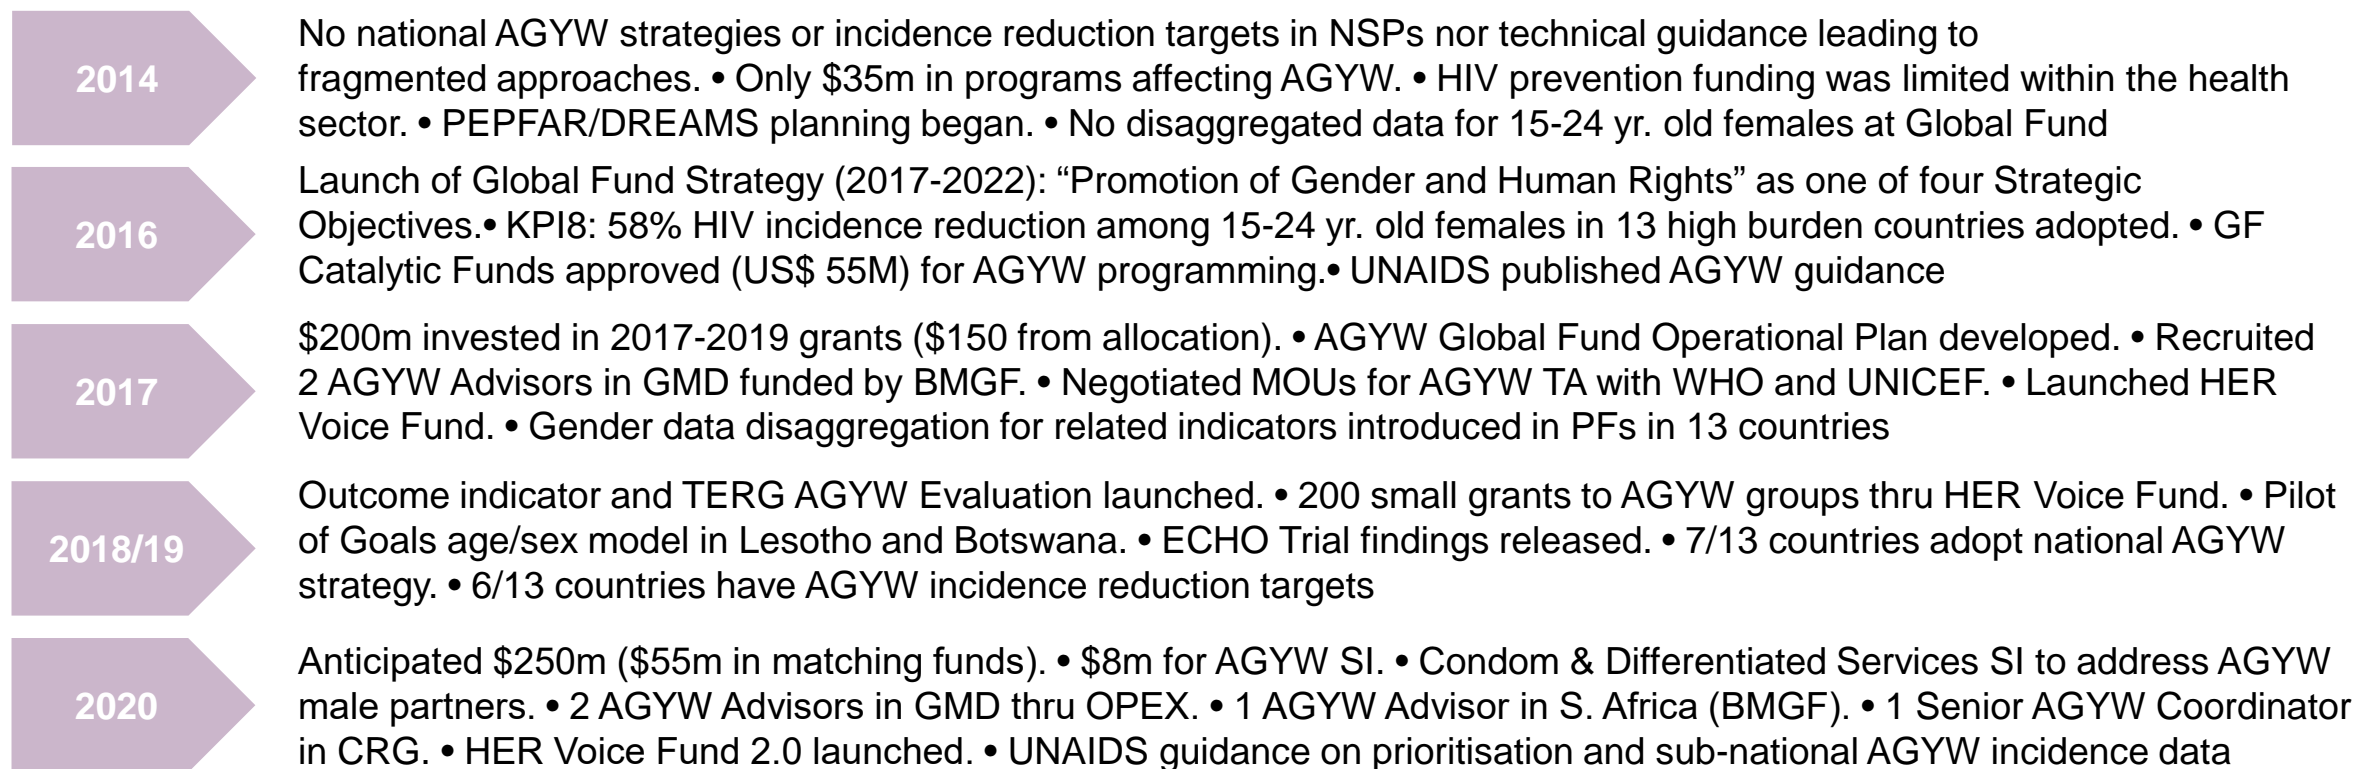 2014
No national AGYW strategies or incidence reduction targets in NSPs nor technical guidance leading to
fragmented approaches. • Only $35m in programs affecting AGYW. • HIV prevention funding was limited within the health
sector. • PEPFAR/DREAMS planning began. • No disaggregated data for 15-24 yr. old females at Global Fund
2016
Launch of Global Fund Strategy (2017-2022): “Promotion of Gender and Human Rights” as one of four Strategic
Objectives.• KPI8: 58% HIV incidence reduction among 15-24 yr. old females in 13 high burden countries adopted. • GF
Catalytic Funds approved (US$ 55M) for AGYW programming.• UNAIDS published AGYW guidance
2017
$200m invested in 2017-2019 grants ($150 from allocation). • AGYW Global Fund Operational Plan developed. • Recruited
2 AGYW Advisors in GMD funded by BMGF. • Negotiated MOUs for AGYW TA with WHO and UNICEF. • Launched HER
Voice Fund. • Gender data disaggregation for related indicators introduced in PFs in 13 countries
2018/19
Outcome indicator and TERG AGYW Evaluation launched. • 200 small grants to AGYW groups thru HER Voice Fund. • Pilot
of Goals age/sex model in Lesotho and Botswana. • ECHO Trial findings released. • 7/13 countries adopt national AGYW
strategy. • 6/13 countries have AGYW incidence reduction targets
2020
Anticipated $250m ($55m in matching funds). • $8m for AGYW SI. • Condom & Differentiated Services SI to address AGYW
male partners. • 2 AGYW Advisors in GMD thru OPEX. • 1 AGYW Advisor in S. Africa (BMGF). • 1 Senior AGYW Coordinator
in CRG. • HER Voice Fund 2.0 launched. • UNAIDS guidance on prioritisation and sub-national AGYW incidence data